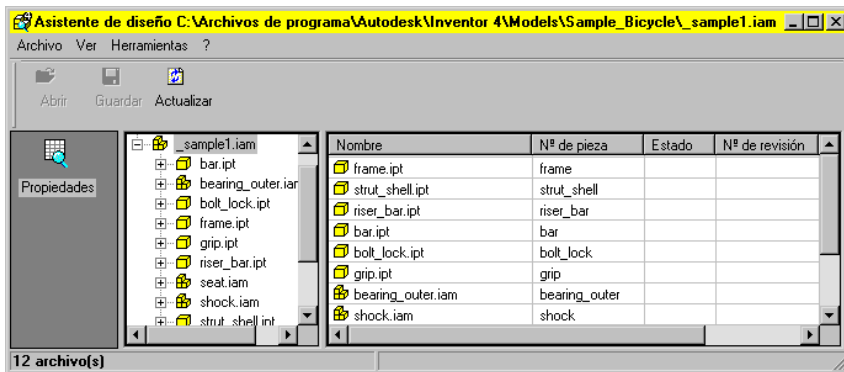 Asistente de diseño C:\Archivos de programa\Autodesk\Inventor 4\Models\Sample_Bicycle\_sample1.iam
Archivo Ver Herramientas ?
Abrir Guardar Actualizar
Propiedades
_sample1.iam
bar.ipt
bearing_outer.iar
bolt_lock.ipt
frame.ipt
grip.ipt
riser_bar.ipt
seat.iam
shock.iam
strut_shell.ipt
Nombre Nº de pieza Estado Nº de revisión
frame.ipt frame
strut_shell.ipt strut_shell
riser_bar.ipt riser_bar
bar.ipt bar
bolt_lock.ipt bolt_lock
grip.ipt grip
bearing_outer.iam bearing_outer
shock.iam shock
12 archivo(s)